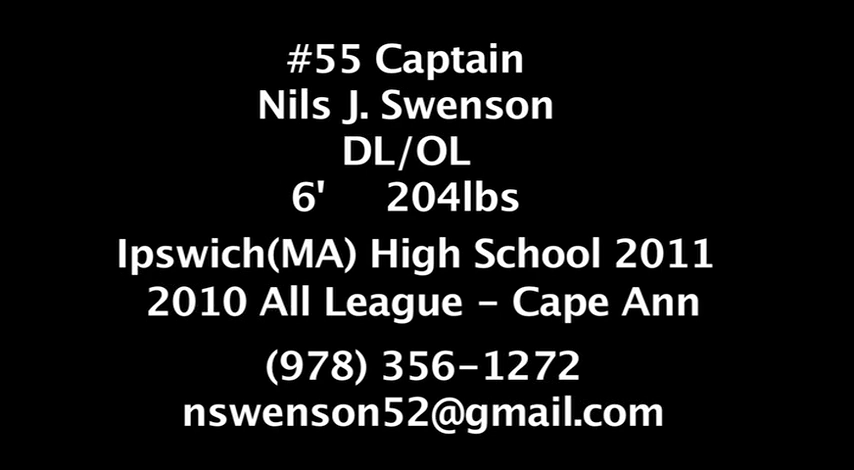 #55 Captain
Nils J. Swenson
DL/OL
6' 204lbs
Ipswich(MA) High School 2011
2010 All League - Cape Ann
(978) 356-1272
nswenson52@gmail.com